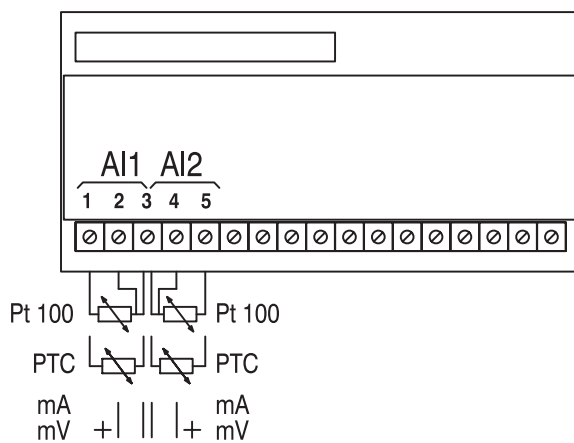 AI1 AI2
1 2 3 4 5
Pt 100 Pt 100
PTC PTC
mA mA
mV + + mV